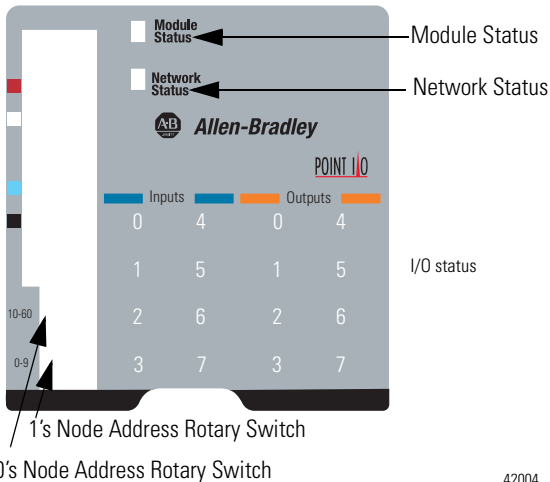 Module
Status
Module Status
Network
Status
Network Status
AB
Allen-Bradley
POINT I/O
Inputs
Outputs
0 4 0 4
1 5 1 5
I/O status
10-60
2 6 2 6
0-9
3 7 3 7
1's Node Address Rotary Switch
0's Node Address Rotary Switch
42004